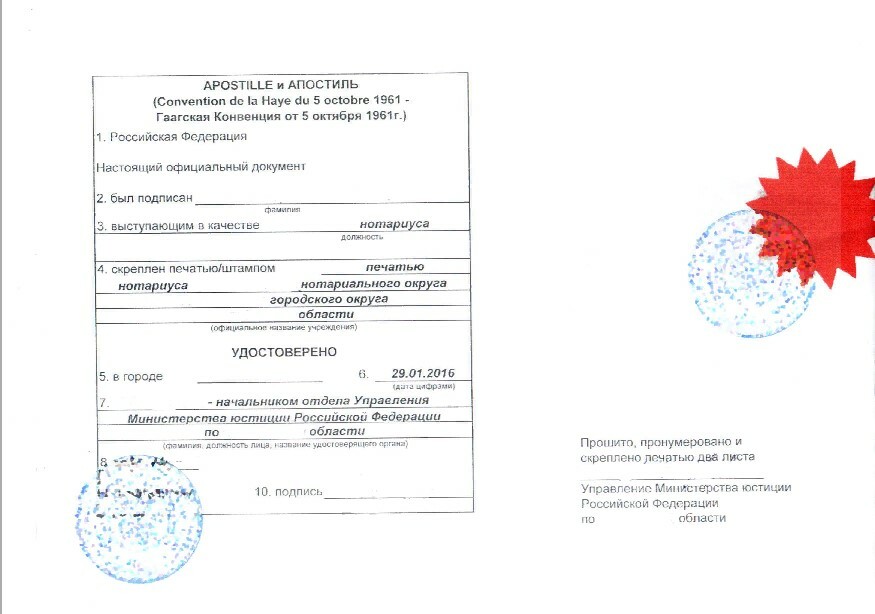 APOSTILLE и АПОСТИЛЬ
(Convention de la Haye du 5 octobre 1961 -
Гаагская Конвенция от 5 октября 1961г.)
1. Российская Федерация
Настоящий официальный документ
2. был подписан
фамилия
3. выступающим в качестве нотариуса
должность
4. скреплен печатью/штампом печатью
нотариуса нотариального округа
городского округа
области
(официальное название учреждения)
УДОСТОВЕРЕНО
5. в городе 6. 29.01.2016
(дата цифрами)
7. - начальником отдела Управления
Министерства юстиции Российской Федерации
по области
(фамилия, должность лица, название удостоверящего органа)
8
10. подпись
Прошито, пронумеровано и
скреплено печатью два листа
Управление Министерства юстиции
Российской Федерации
по области